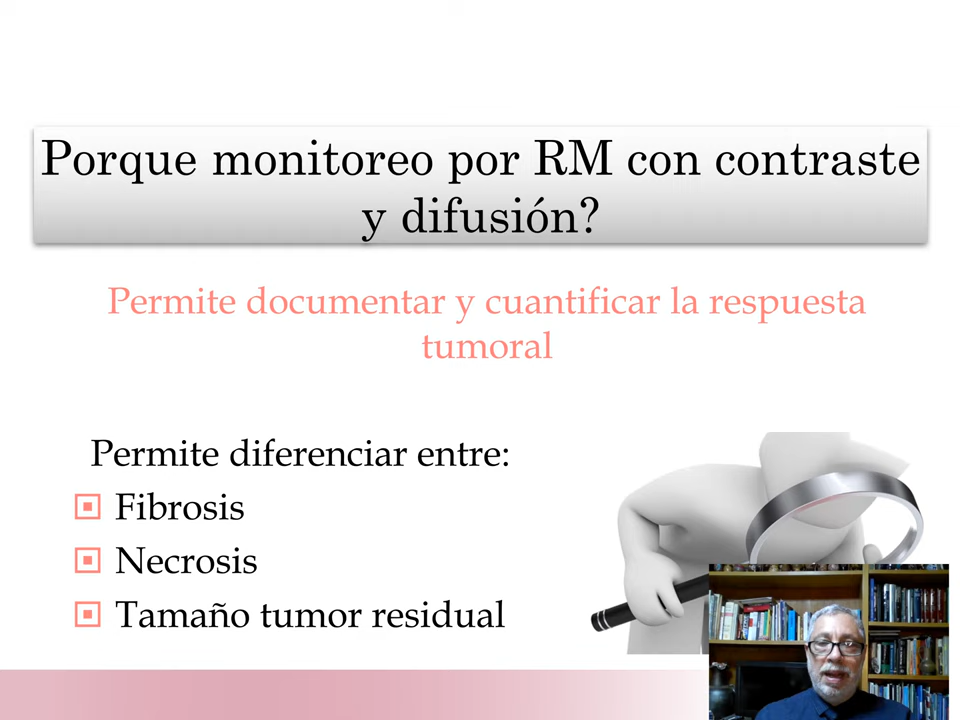 Porque monitoreo por RM con contraste
y difusión?
Permite documentar y cuantificar la respuesta
tumoral
Permite diferenciar entre:
Fibrosis
Necrosis
Tamaño tumor residual